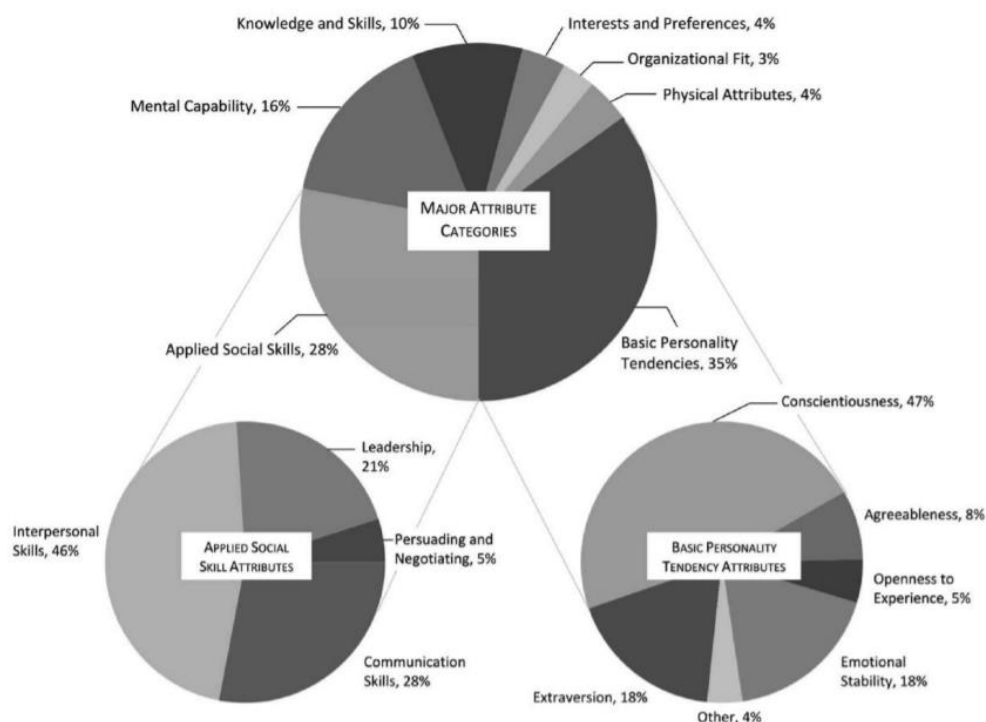 Knowledge and Skills, 10%
Interests and Preferences, 4%
Organizational Fit, 3%
Mental Capability, 16%
Physical Attributes, 4%
MAJOR ATTRIBUTE
CATEGORIES
Applied Social Skills, 28%
Basic Personality
Tendencies, 35%
Leadership,
21%
Interpersonal
Skills, 46%
APPLIED SOCIAL
SKILL ATTRIBUTES
Persuading and
Negotiating, 5%
Communication
Skills, 28%
Conscientiousness, 47%
Agreeableness, 8%
BASIC PERSONALITY
TENDENCY ATTRIBUTES
Openness to
Experience, 5%
Emotional
Stability, 18%
Extraversion, 18%
Other, 4%